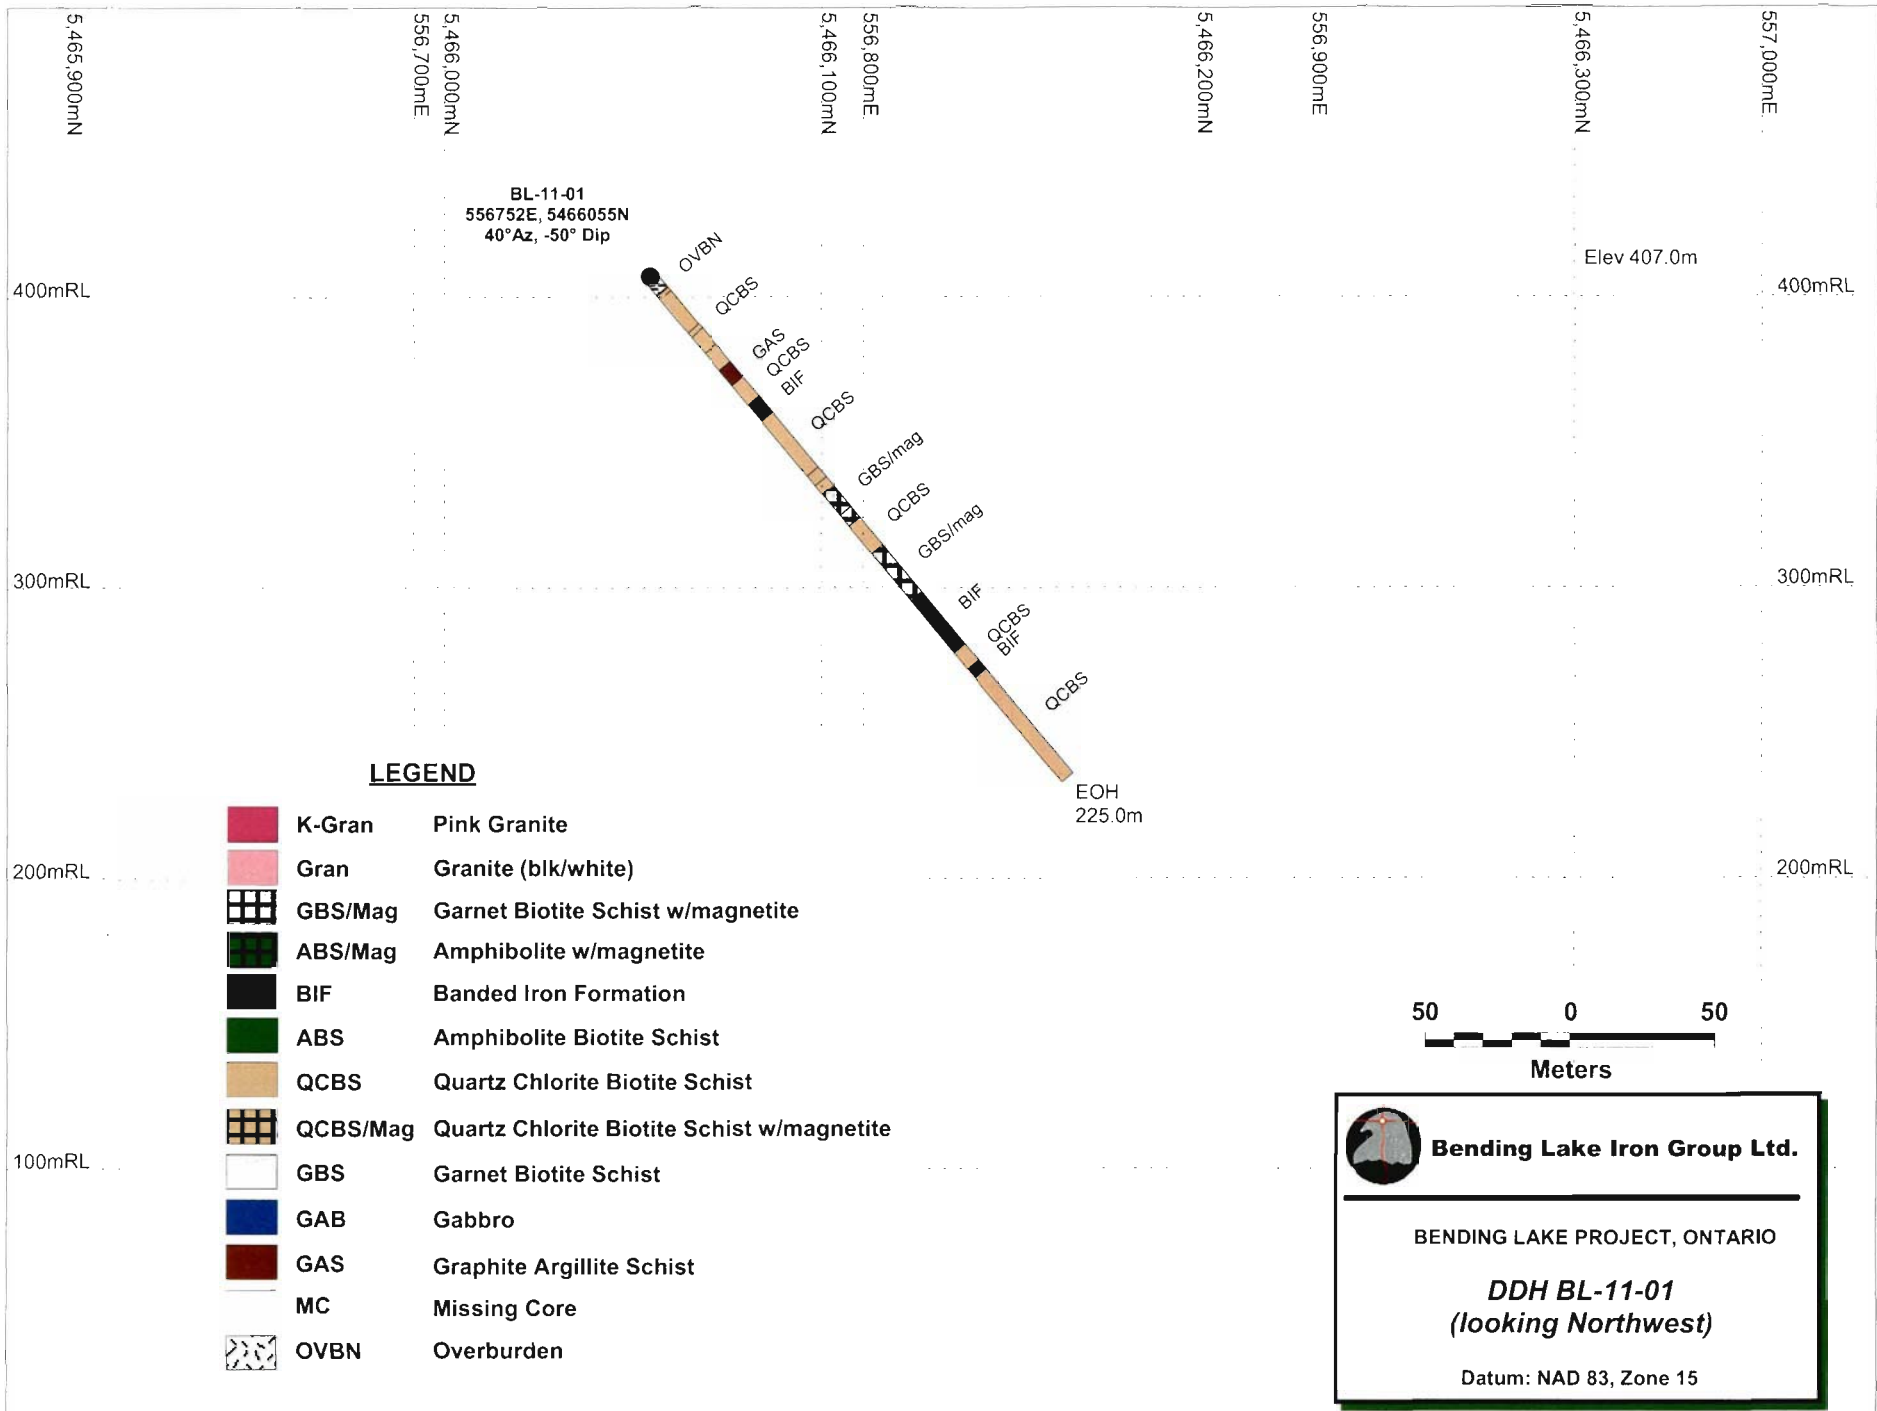 5,465,900mN
556,700mE
5,466,000mN
5,466,100mN
556,800mE
5,466,200mN
556,900mE
5,466,300mN
557,000mE
BL-11-01
556752E, 5466055N
40°Az, -50° Dip
Elev 407.0m
400mRL
400mRL
OVBN
QCBS
GAS
QCBS
BIF
QCBS
GBS/mag
QCBS
GBS/mag
300mRL
300mRL
BIF
QCBS
BIF
QCBS
EOH
225.0m
200mRL
200mRL
100mRL
LEGEND
K-Gran Pink Granite
Gran Granite (blk/white)
GBS/Mag Garnet Biotite Schist w/magnetite
ABS/Mag Amphibolite w/magnetite
BIF Banded Iron Formation
ABS Amphibolite Biotite Schist
QCBS Quartz Chlorite Biotite Schist
QCBS/Mag Quartz Chlorite Biotite Schist w/magnetite
GBS Garnet Biotite Schist
GAB Gabbro
GAS Graphite Argillite Schist
MC Missing Core
OVBN Overburden
50 0 50
Meters
Bending Lake Iron Group Ltd.
BENDING LAKE PROJECT, ONTARIO
DDH BL-11-01
(looking Northwest)
Datum: NAD 83, Zone 15